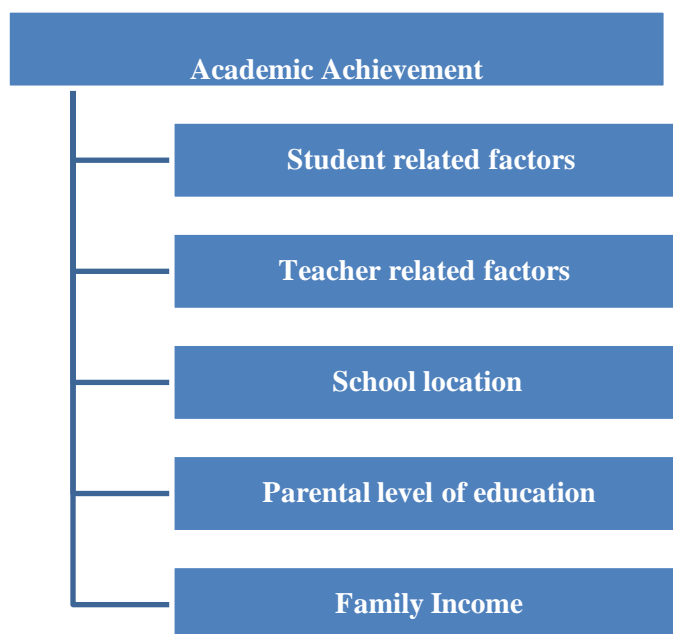 Academic Achievement
Student related factors
Teacher related factors
School location
Parental level of education
Family Income